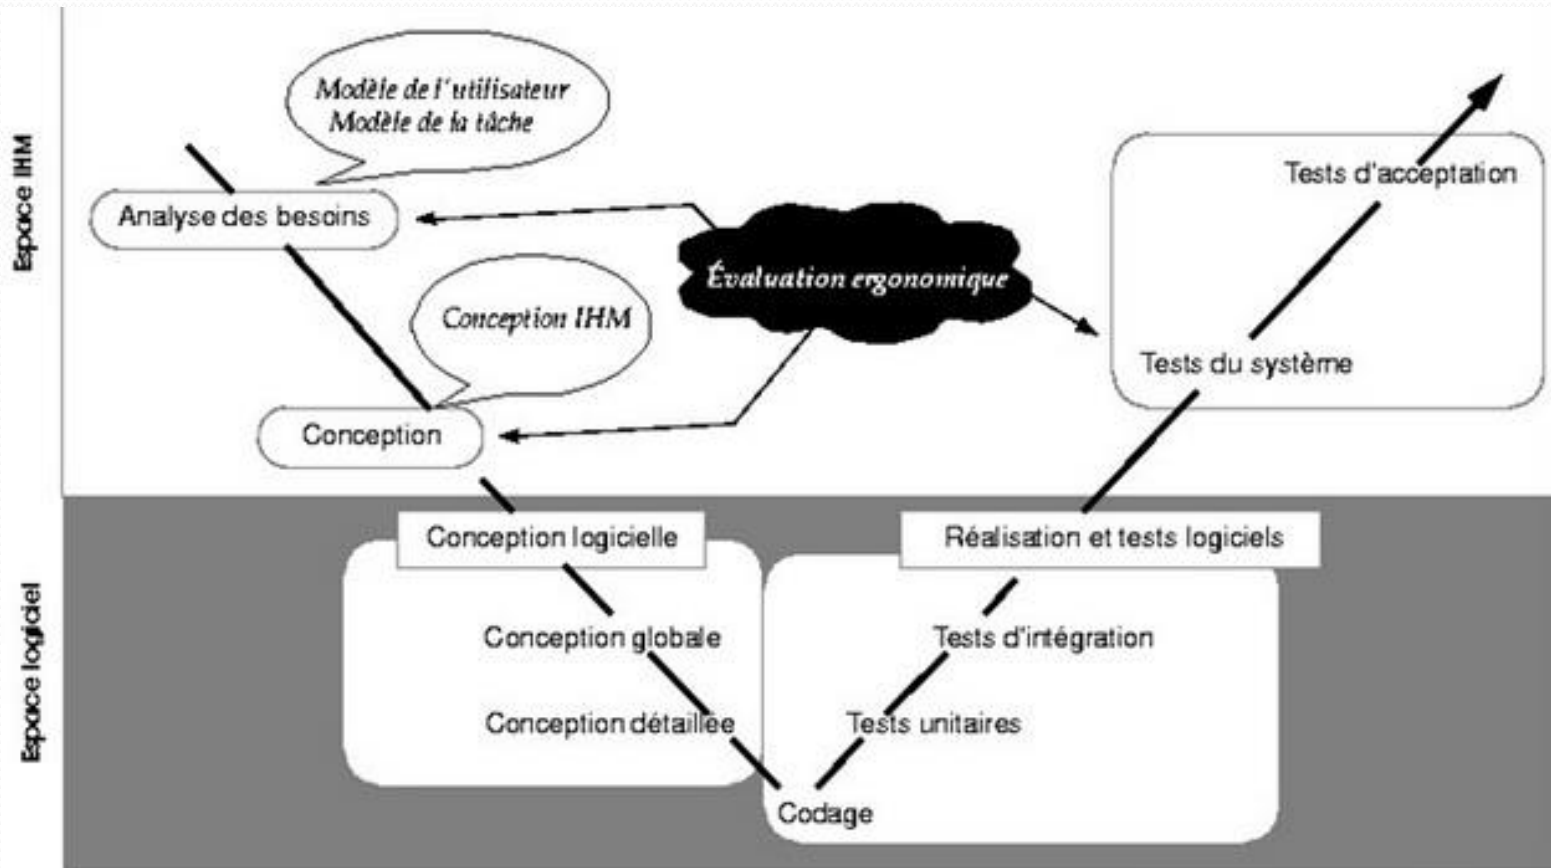 Espace IHM
Modèle de l'utilisateur
Modèle de la tâche
Analyse des besoins
Conception IHM
Conception
Évaluation ergonomique
Tests d'acceptation
Tests du système
Espace logiciel
Conception logicielle
Conception globale
Conception détaillée
Codage
Réalisation et tests logiciels
Tests d'intégration
Tests unitaires